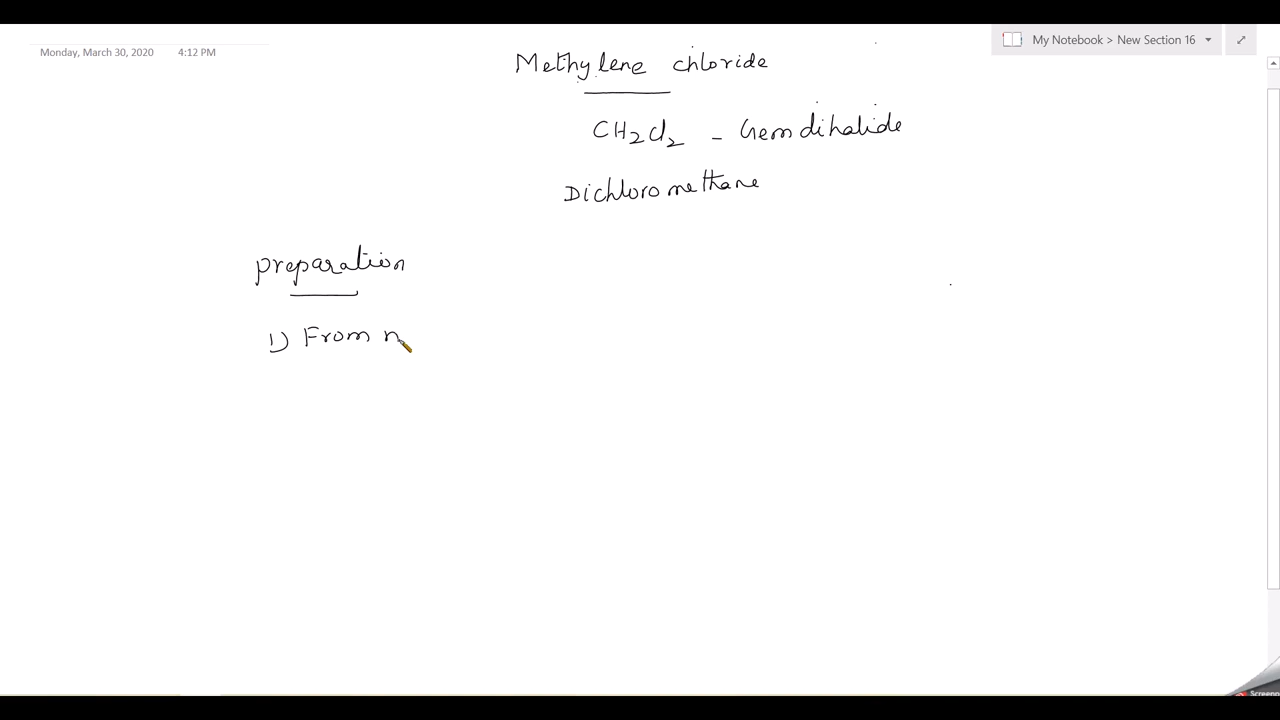 Monday, March 30, 2020 4:12 PM
My Notebook > New Section 16
Methylene chloride
CH2Cl2 - Gem dihalide
Dichloromethane
preparation
1) From